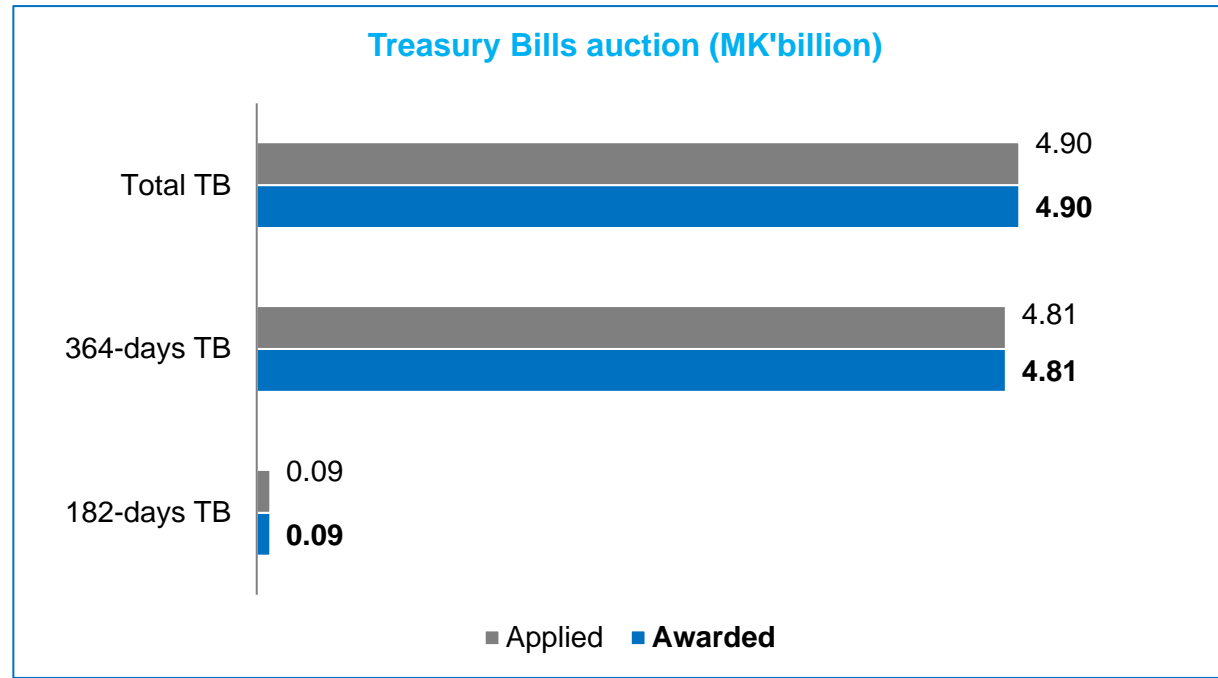 Treasury Bills auction (MK'billion)
Total TB
4.90
4.90
364-days TB
4.81
4.81
182-days TB
0.09
0.09
Applied Awarded